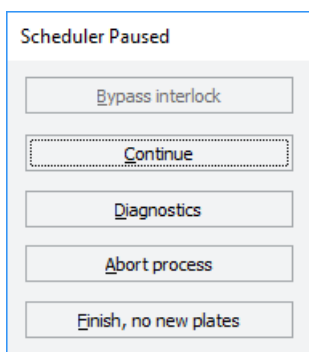 Scheduler Paused
Bypass interlock
Continue
Diagnostics
Abort process
Finish, no new plates